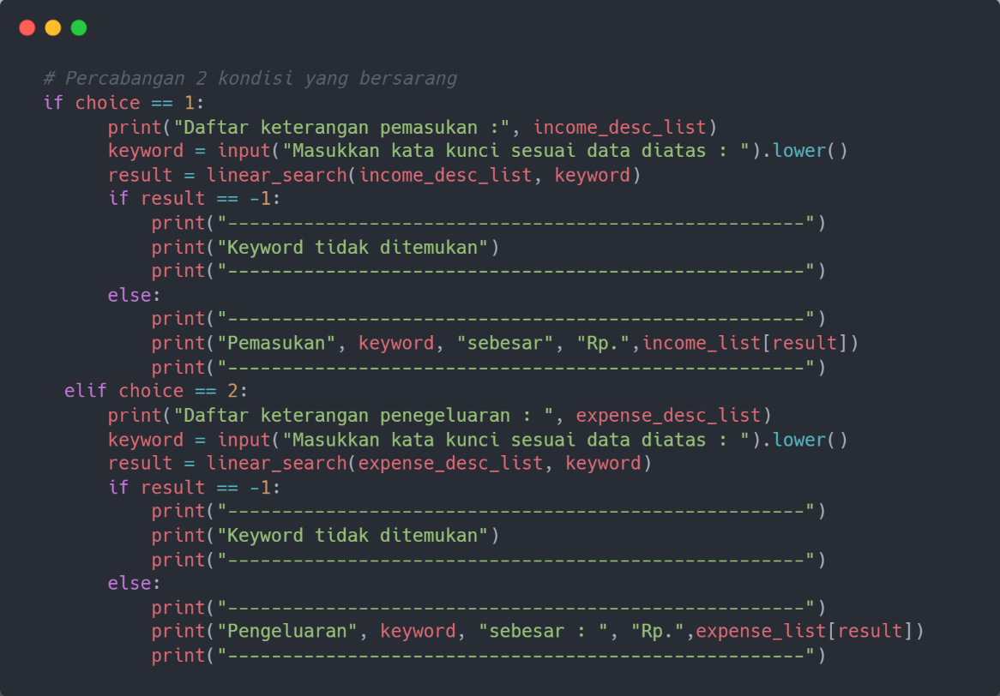 # Percabangan 2 kondisi yang bersarang
if choice == 1:
      print("Daftar keterangan pemasukan :", income_desc_list)
      keyword = input("Masukkan kata kunci sesuai data diatas : ").lower()
      result = linear_search(income_desc_list, keyword)
      if result == -1:
          print("-----------------------------------------------------")
          print("Keyword tidak ditemukan")
          print("-----------------------------------------------------")
      else:
          print("-----------------------------------------------------")
          print("Pemasukan", keyword, "sebesar", "Rp.",income_list[result])
          print("-----------------------------------------------------")
  elif choice == 2:
      print("Daftar keterangan penegeluaran : ", expense_desc_list)
      keyword = input("Masukkan kata kunci sesuai data diatas : ").lower()
      result = linear_search(expense_desc_list, keyword)
      if result == -1:
          print("-----------------------------------------------------")
          print("Keyword tidak ditemukan")
          print("-----------------------------------------------------")
      else:
          print("-----------------------------------------------------")
          print("Pengeluaran", keyword, "sebesar : ", "Rp.",expense_list[result])
          print("-----------------------------------------------------")